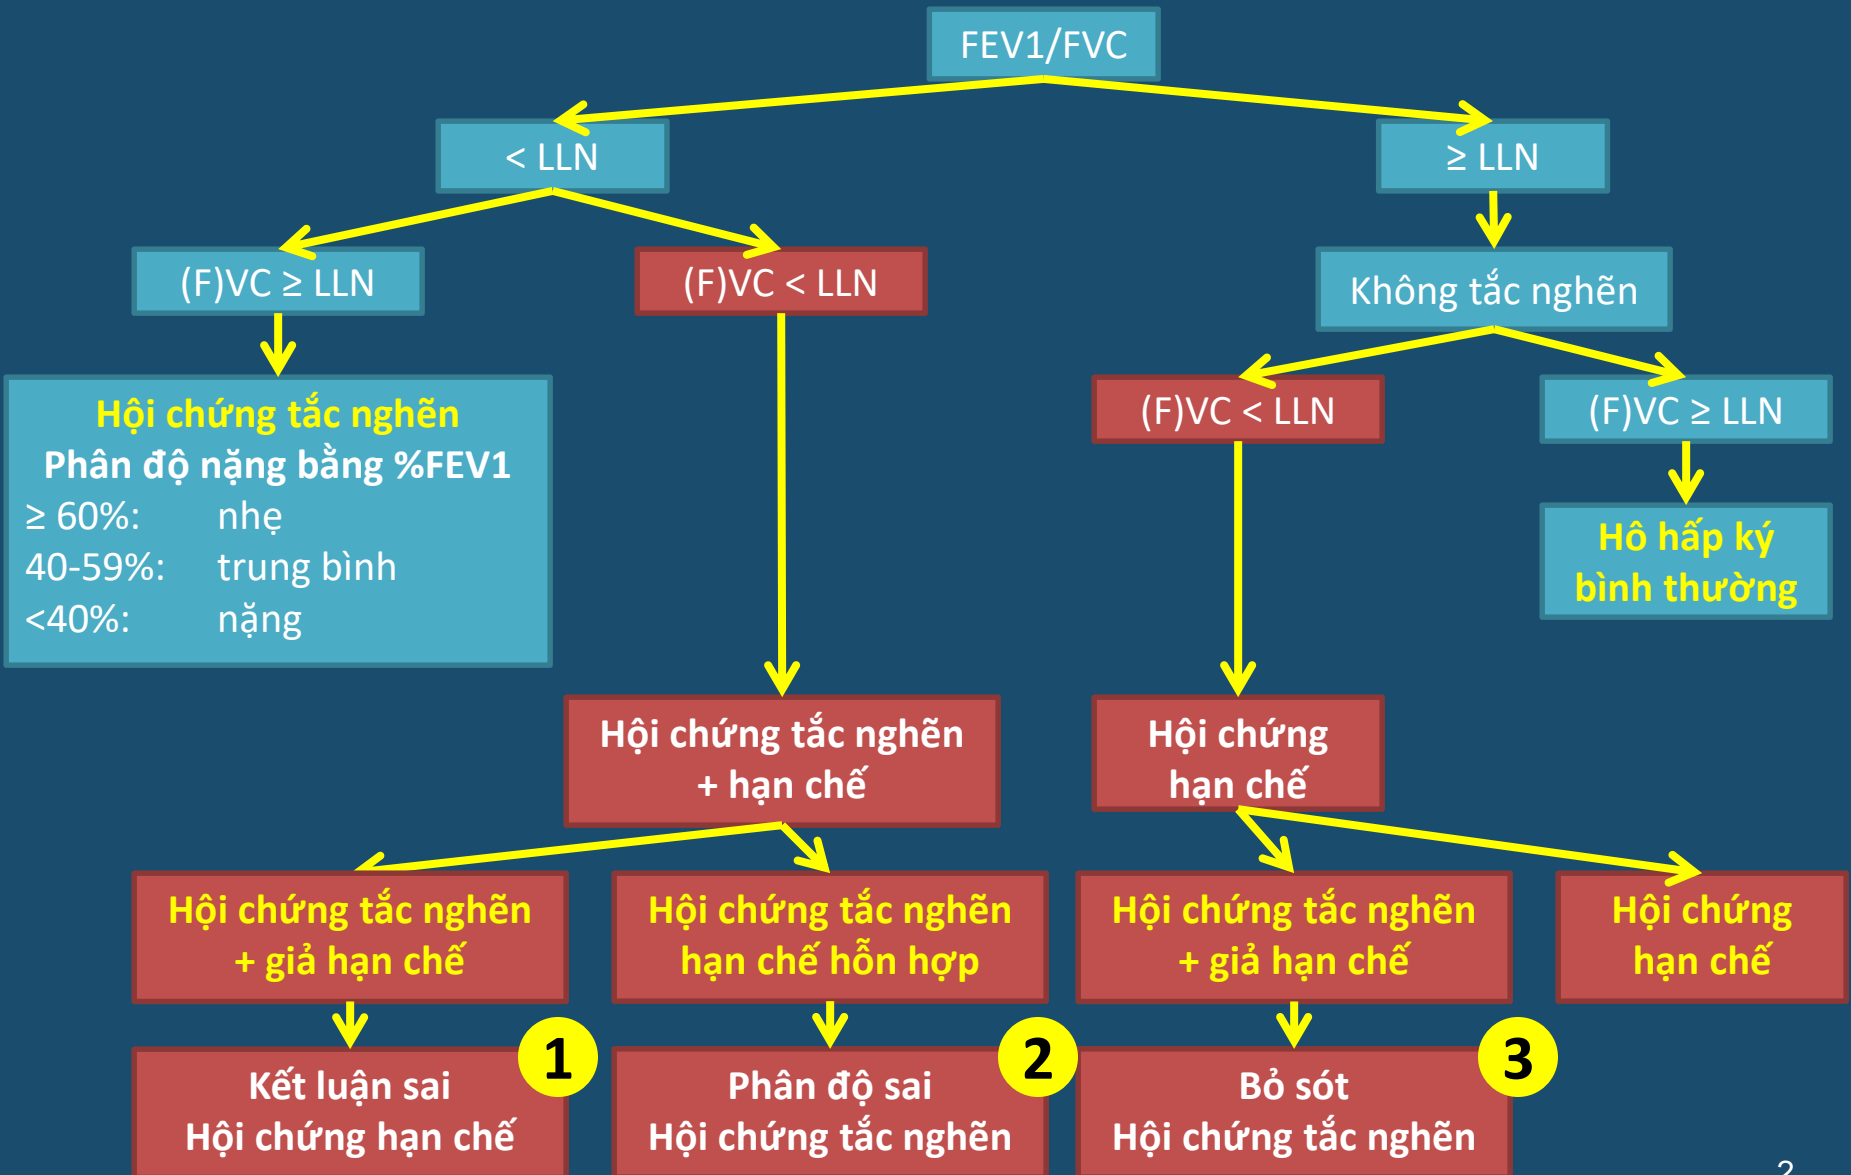 FEV1/FVC
< LLN
≥ LLN
(F)VC ≥ LLN
(F)VC < LLN
Không tắc nghẽn
Hội chứng tắc nghẽn
Phân độ nặng bằng %FEV1
≥ 60%: nhẹ
40-59%: trung bình
<40%: nặng
(F)VC < LLN
(F)VC ≥ LLN
Hô hấp ký
bình thường
Hội chứng tắc nghẽn
+ hạn chế
Hội chứng
hạn chế
Hội chứng tắc nghẽn
+ giả hạn chế
Hội chứng tắc nghẽn
hạn chế hỗn hợp
Hội chứng tắc nghẽn
+ giả hạn chế
Hội chứng
hạn chế
1
Kết luận sai
Hội chứng hạn chế
2
Phân độ sai
Hội chứng tắc nghẽn
3
Bỏ sót
Hội chứng tắc nghẽn